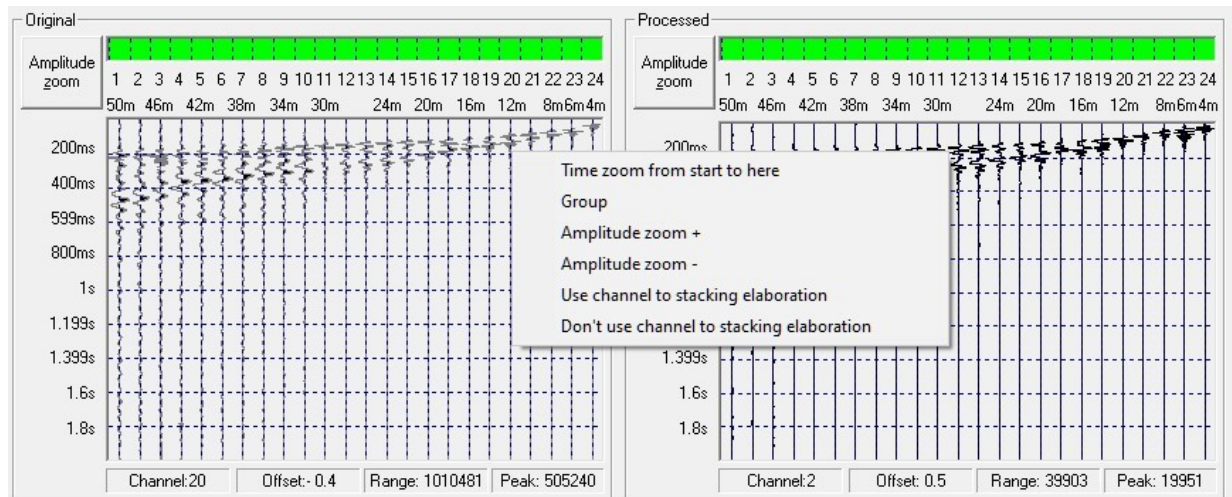 Original
Amplitude
zoom
1 2 3 4 5 6 7 8 9 10 11 12 13 14 15 16 17 18 19 20 21 22 23 24
50m 46m 42m 38m 34m 30m 24m 20m 16m 12m 8m 6m 4m
200ms
400ms
599ms
800ms
1s
1.199s
1.399s
1.6s
1.8s
Channel:20 Offset:- 0.4 Range: 1010481 Peak: 505240
Processed
Amplitude
zoom
1 2 3 4 5 6 7 8 9 10 11 12 13 14 15 16 17 18 19 20 21 22 23 24
50m 46m 42m 38m 34m 30m 24m 20m 16m 12m 8m 6m 4m
200ms
Time zoom from start to here
Group
Amplitude zoom +
Amplitude zoom -
Use channel to stacking elaboration
Don't use channel to stacking elaboration
1.399s
1.6s
1.8s
Channel:2 Offset: 0.5 Range: 39903 Peak: 19951